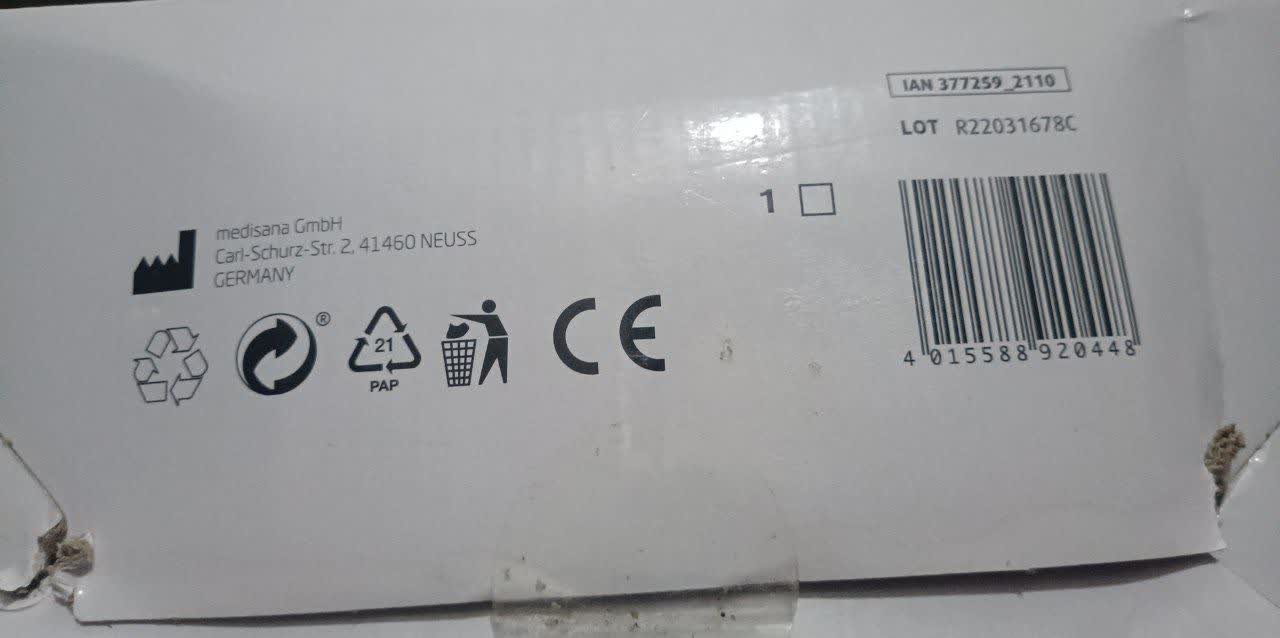 IAN 377259_2110
LOT R22031678C
medisana GmbH
Carl-Schurz-Str. 2, 41460 NEUSS
GERMANY
1
®
21
PAP
CE
4 015588 920448